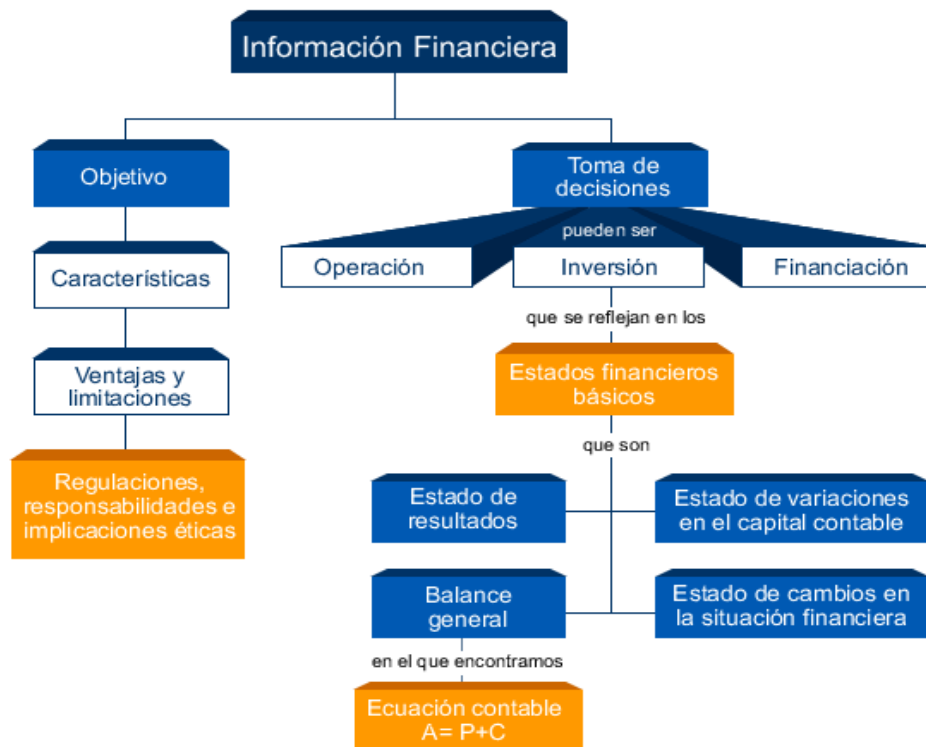 Información Financiera
Objetivo
Toma de
decisiones
pueden ser
Operación
Inversión
Financiación
Características
que se reflejan en los
Ventajas y
limitaciones
Estados financieros
básicos
que son
Regulaciones,
responsabilidades e
implicaciones éticas
Estado de
resultados
Estado de variaciones
en el capital contable
Balance
general
Estado de cambios en
la situación financiera
en el que encontramos
Ecuación contable
A= P+C